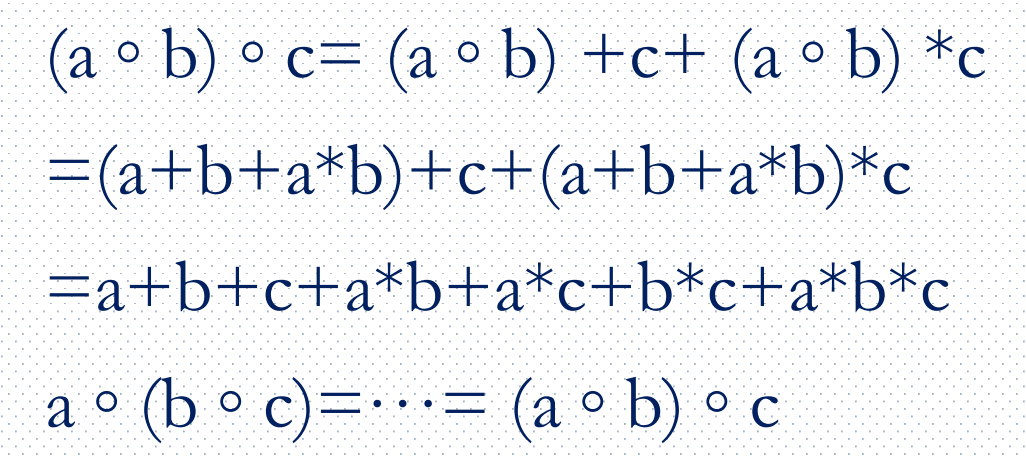 (a ∘ b) ∘ c= (a ∘ b) +c+ (a ∘ b) *c
=(a+b+a*b)+c+(a+b+a*b)*c
=a+b+c+a*b+a*c+b*c+a*b*c
a ∘ (b ∘ c)=⋯= (a ∘ b) ∘ c